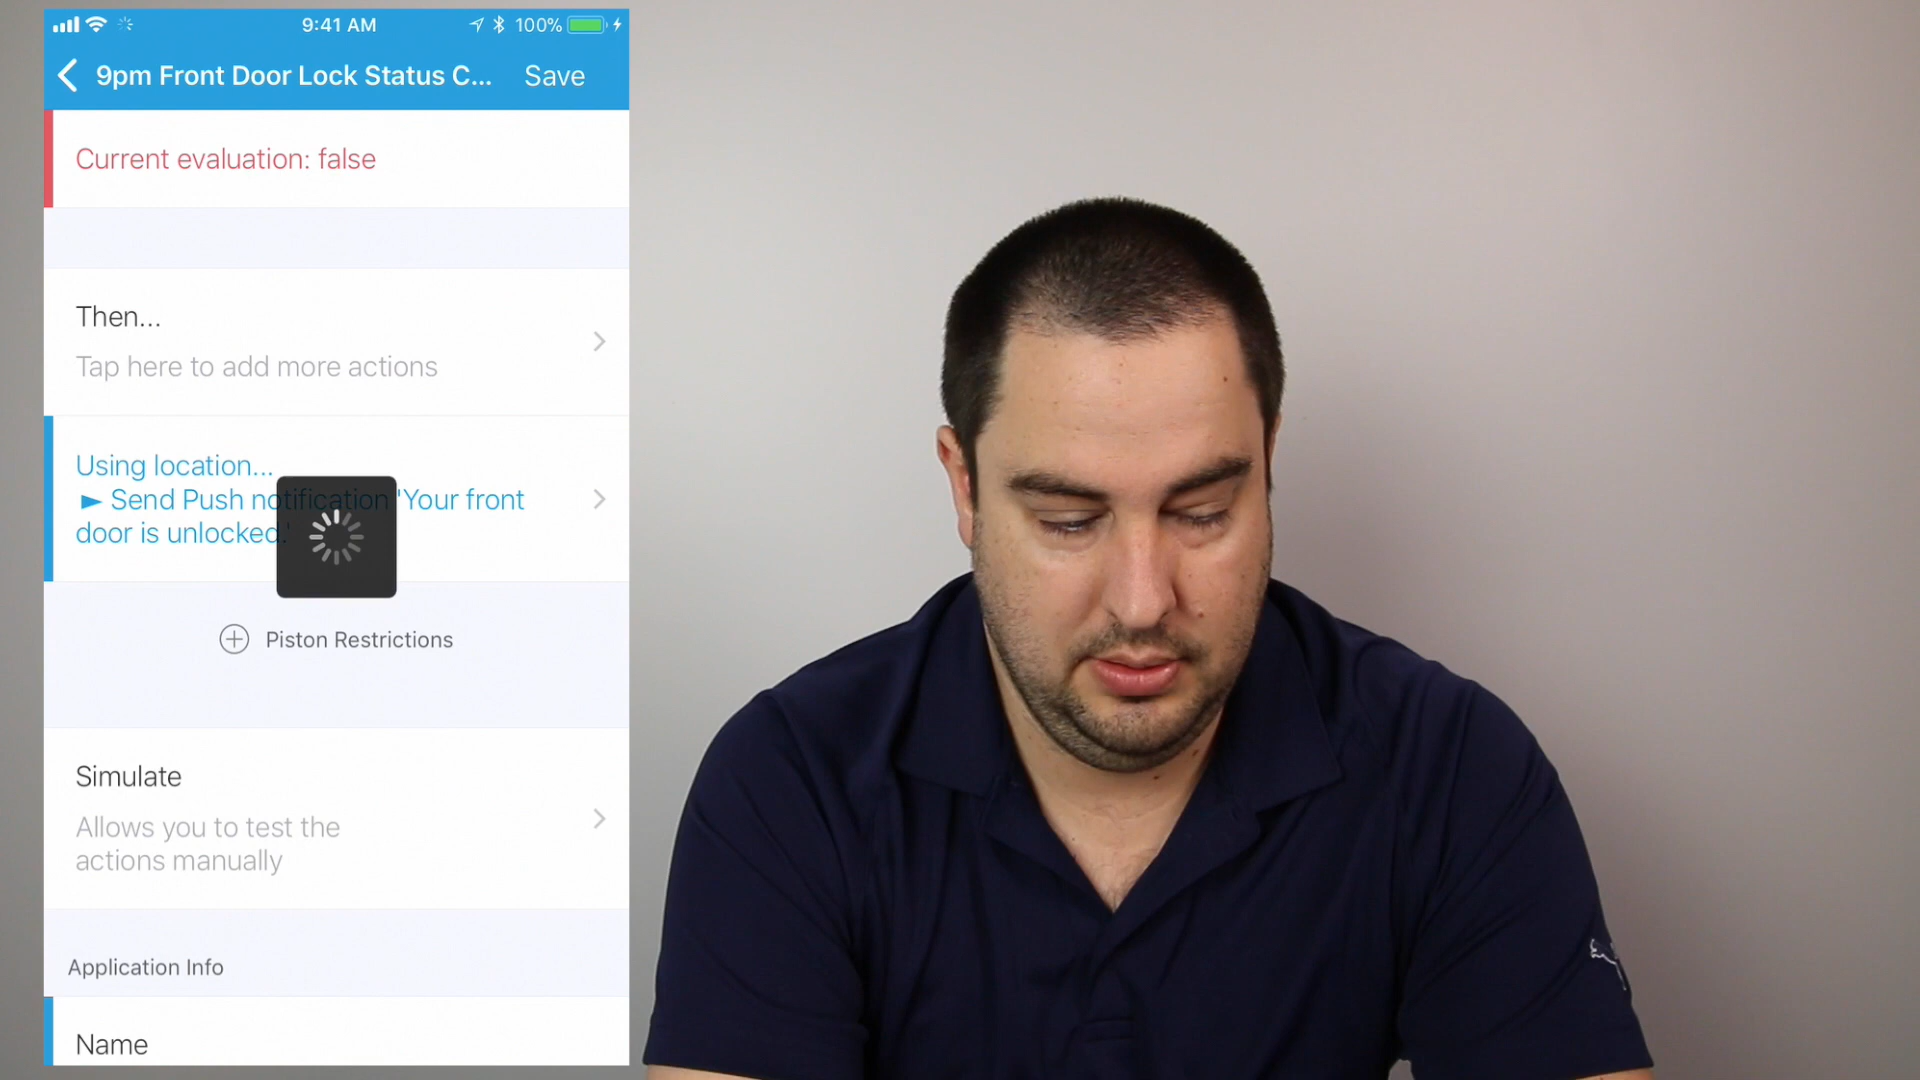 9:41 AM
100%
9pm Front Door Lock Status C...
Save
Current evaluation: false
Then...
Tap here to add more actions
Using location...
► Send Push notification 'Your front
door is unlocked.'
Piston Restrictions
Simulate
Allows you to test the
actions manually
Application Info
Name